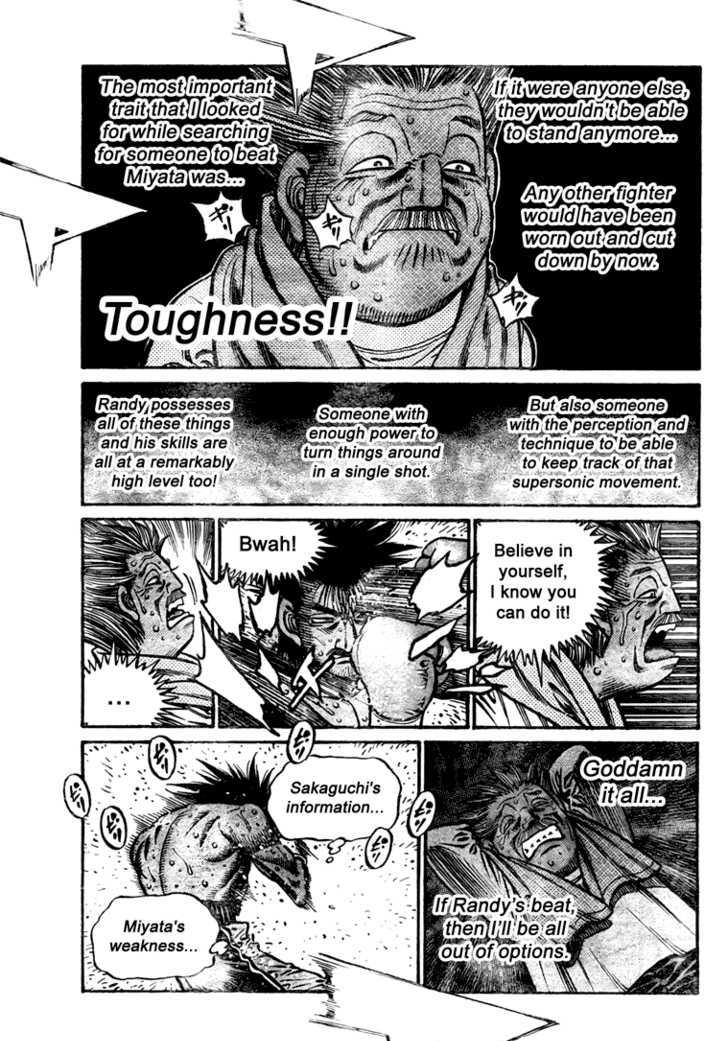 If it were anyone else,
they wouldn't be able
to stand anymore...
Any other fighter
would have been
worn out and cut
down by now.
The most important
trait that I looked
for while searching
for someone to beat
Miyata was...
Toughness!!
But also someone
with the perception and
technique to be able
to keep track of that
supersonic movement.
Someone with
enough power to
turn things around
in a single shot.
Randy possesses
all of these things
and his skills are
all at a remarkably
high level too!
Believe in
yourself,
I know you
can do it!
Bwah!
...
Goddamn
it all...
If Randy's beat,
then I'll be all
out of options.
Sakaguchi's
information...
Miyata's
weakness...